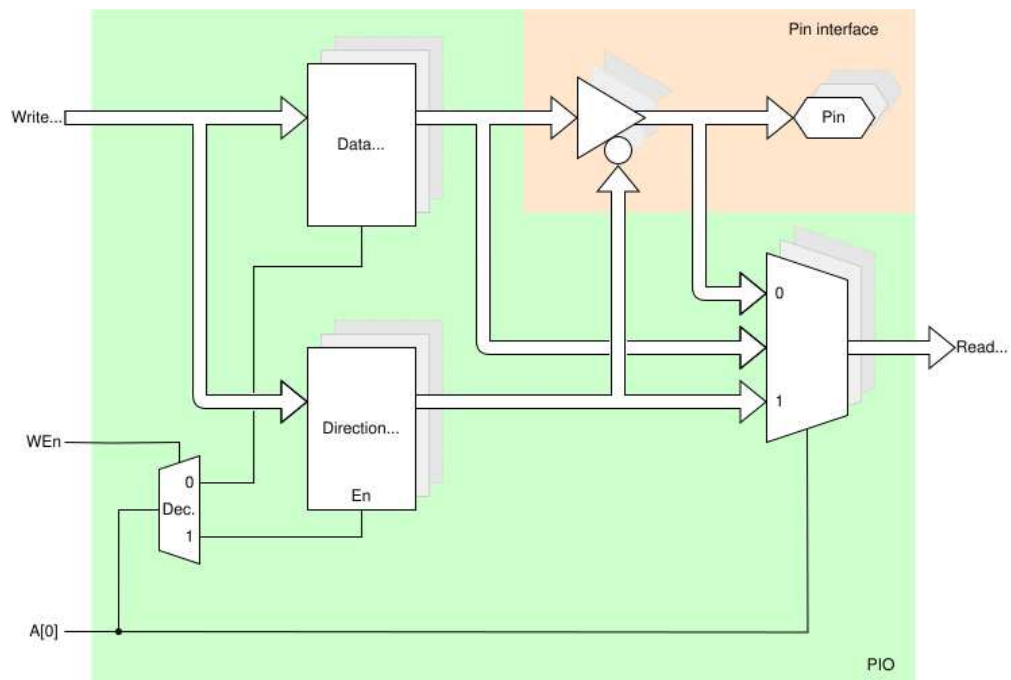 Pin interface
Write...
Data...
Pin
0
Read...
1
Direction...
WEn
En
0
Dec.
1
A[0]
PIO